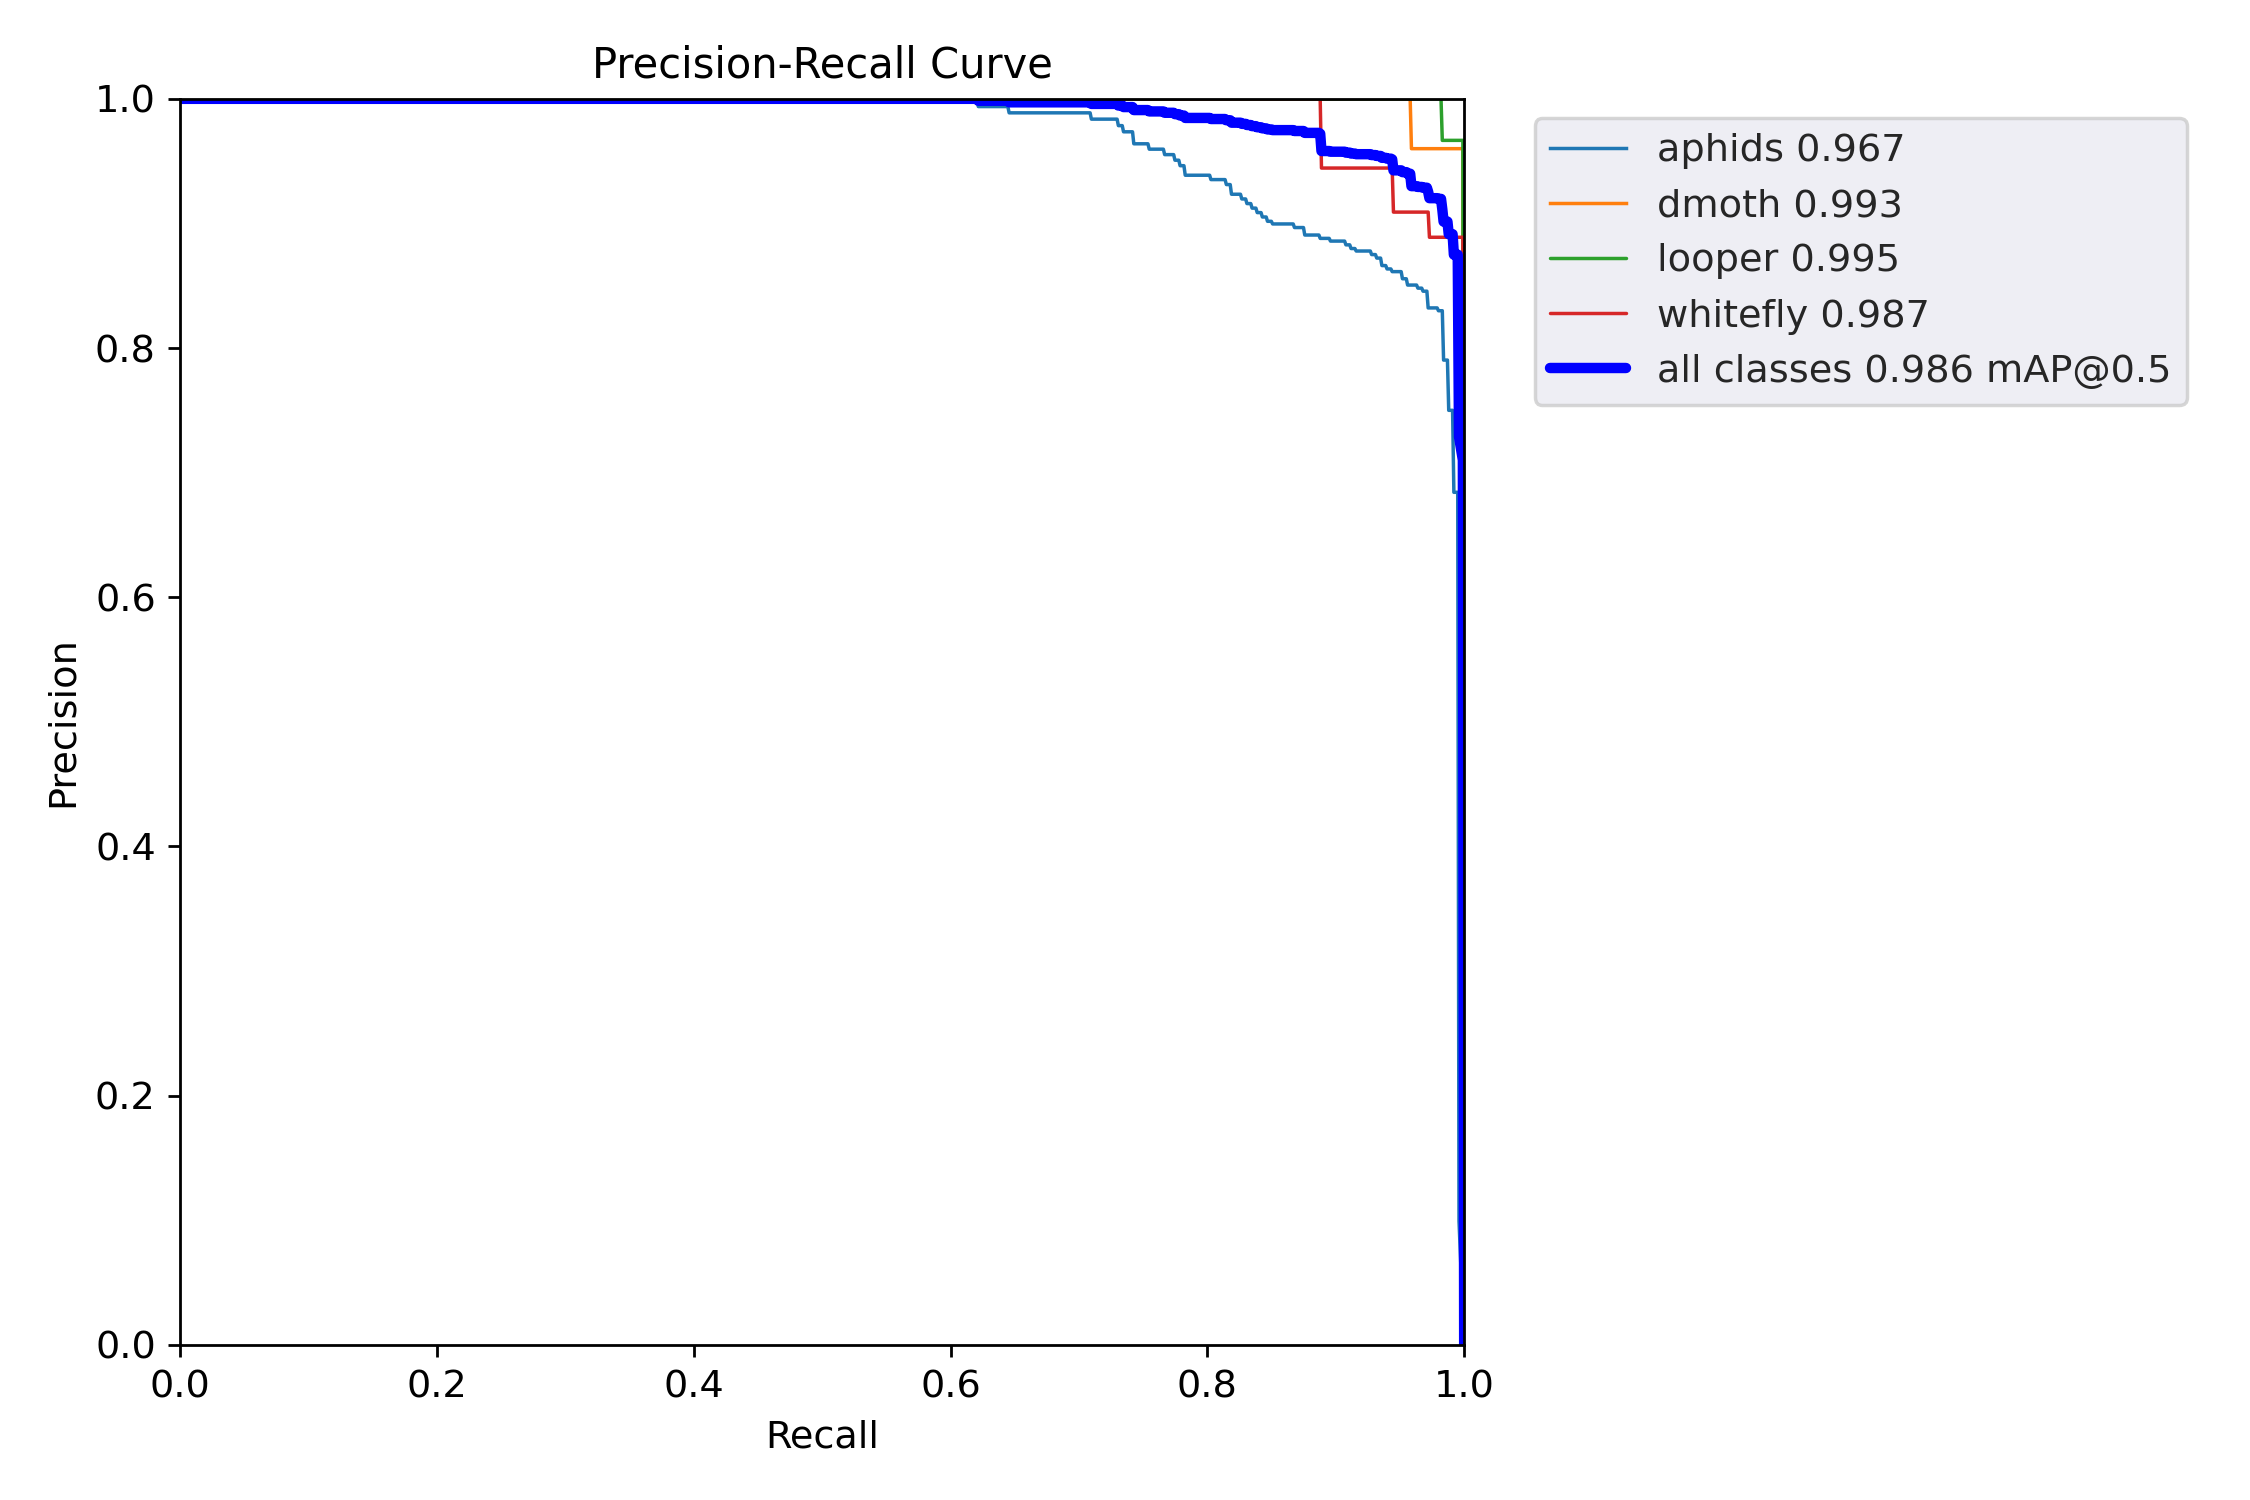 Precision-Recall Curve
1.0
0.8
0.6
0.4
0.2
0.0
Precision
0.0 0.2 0.4 0.6 0.8 1.0
Recall
aphids 0.967
dmoth 0.993
looper 0.995
whitefly 0.987
all classes 0.986 mAP@0.5